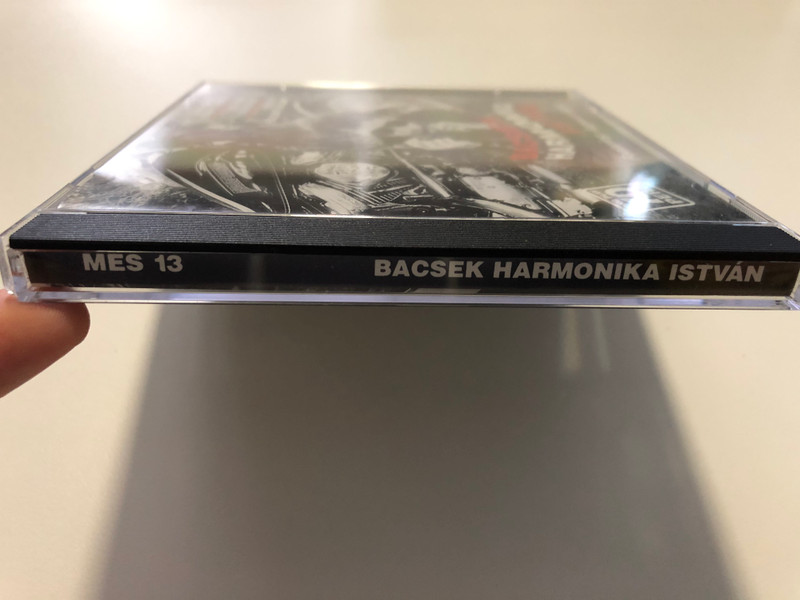 MES 13 BACSEK HARMONIKA ISTVÁN